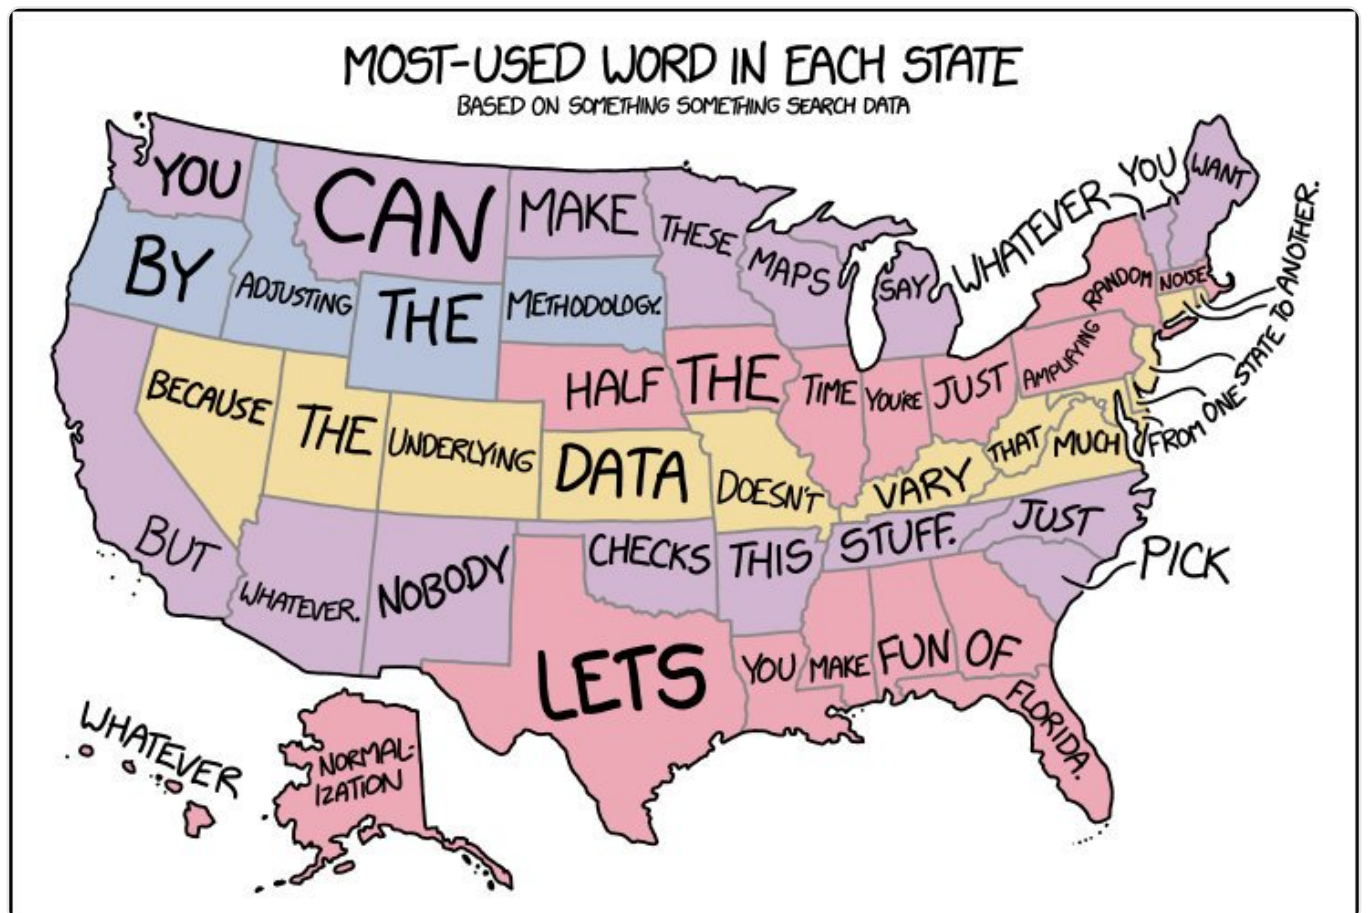 MOST-USED WORD IN EACH STATE
BASED ON SOMETHING SOMETHING SEARCH DATA
YOU CAN MAKE THESE MAPS SAY WHATEVER YOU WANT
BY ADJUSTING THE METHODOLOGY.
HALF THE TIME YOU'RE JUST AMPLIFYING RANDOM NOISE
BECAUSE THE UNDERLYING DATA DOESN'T VARY THAT MUCH FROM ONE STATE TO ANOTHER.
BUT WHATEVER. NOBODY CHECKS THIS STUFF. JUST PICK
WHATEVER
NORMAL-
IZATION
LETS YOU MAKE FUN OF FLORIDA.